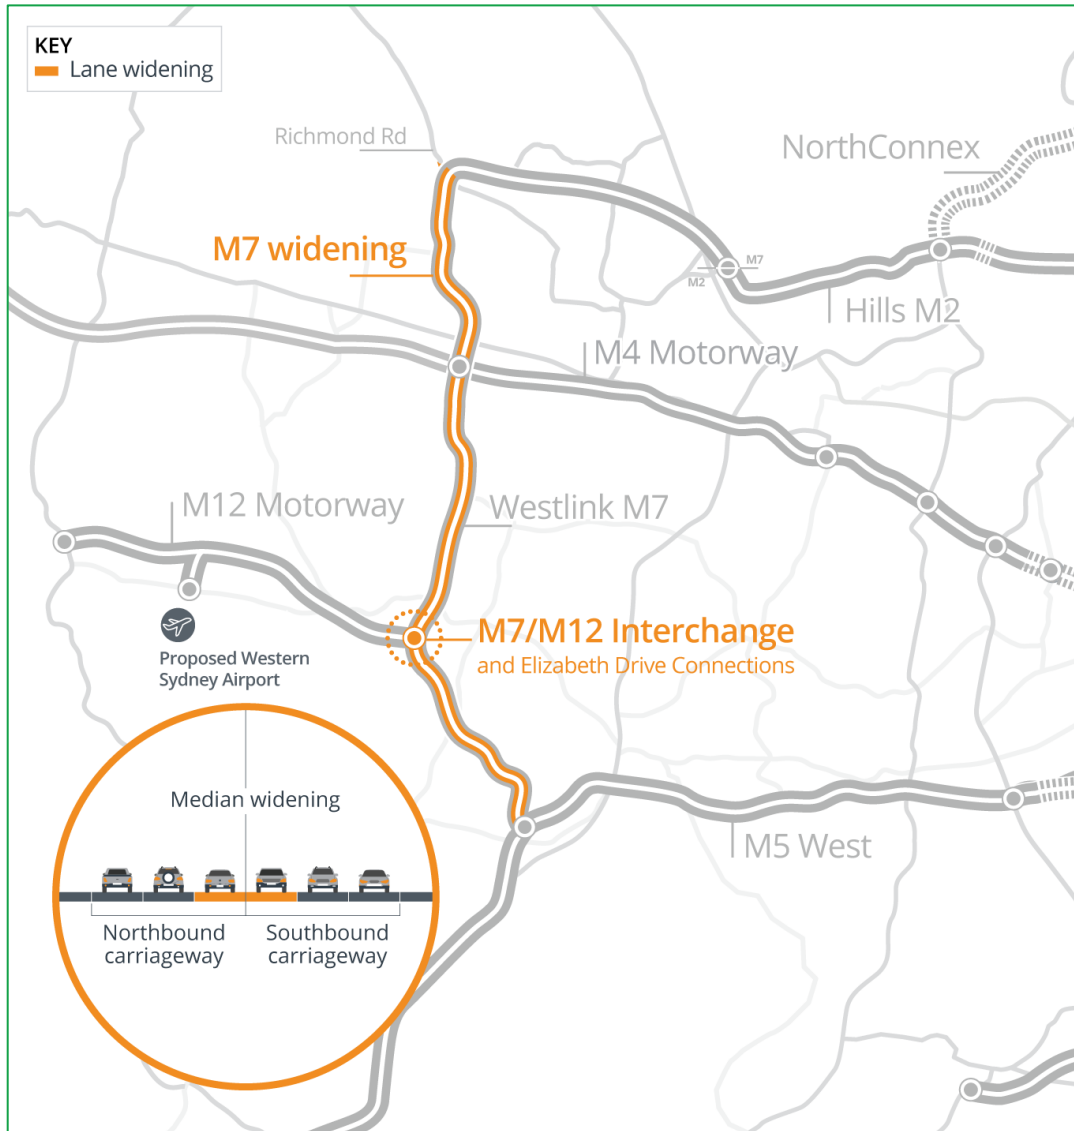 KEY
Lane widening
Richmond Rd
NorthConnex
M7 widening
M7
M2
Hills M2
M4 Motorway
M12 Motorway
Westlink M7
M7/M12 Interchange
and Elizabeth Drive Connections
Proposed Western
Sydney Airport
Median widening
Northbound
carriageway
Southbound
carriageway
M5 West